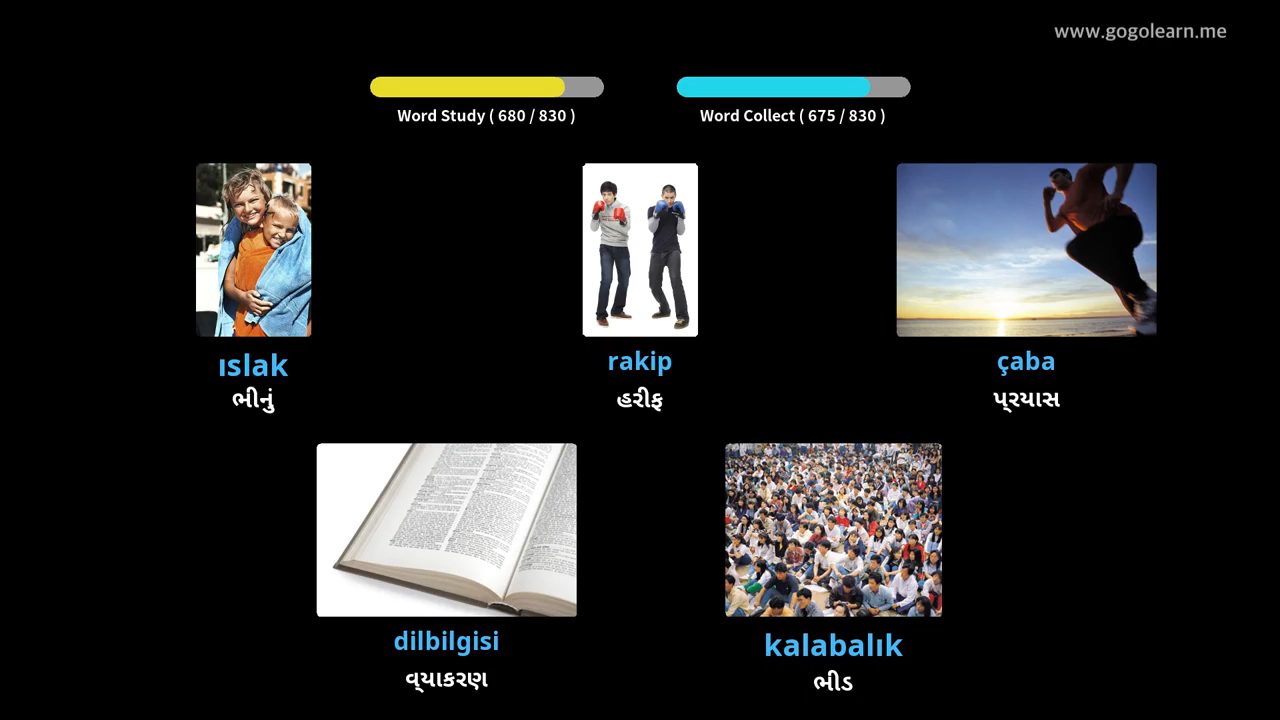 www.gogolearn.me
Word Study ( 680 / 830 )
Word Collect ( 675 / 830 )
ıslak
ભીનું
rakip
હરીફ
çaba
પ્રયાસ
dilbilgisi
વ્યાકરણ
kalabalık
ભીડ